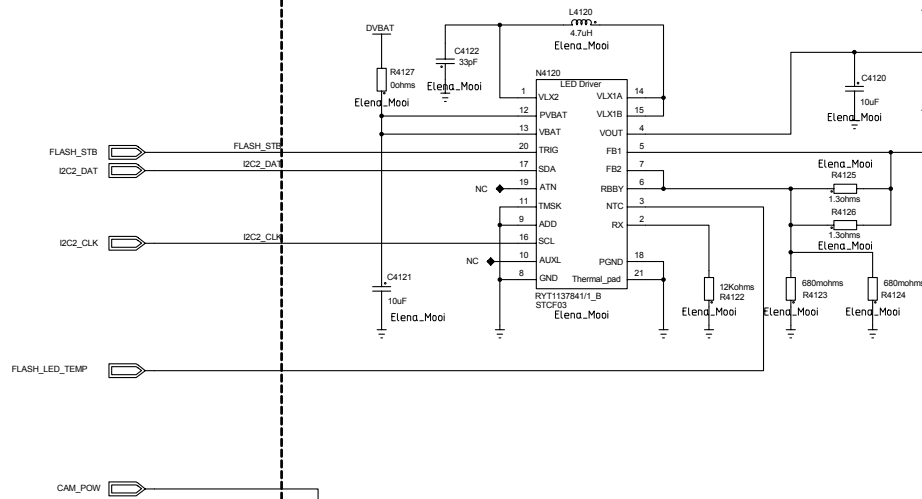 L4120
4.7uH
Elena_Mooi
DVBAT
C4122
33pF
Elena_Mooi
R4127
0ohms
Elena_Mooi
N4120
LED Driver
1 VLX2 VLX1A 14
12 PVBAT VLX1B 15
13 VBAT VOUT 4
20 TRIG FB1 5
17 SDA FB2 7
19 ATN RBBY 6
11 TMSK NTC 3
9 ADD RX 2
16 SCL
10 AUXL PGND 18
8 GND Thermal_pad 21
RYT1137841/1_B
STCF03
Elena_Mooi
C4120
10uF
Elena_Mooi
FLASH_STB FLASH_STB
I2C2_DAT I2C2_DAT
NC
I2C2_CLK I2C2_CLK
NC
Elena_Mooi
R4125
1.3ohms
R4126
1.3ohms
Elena_Mooi
C4121
10uF
Elena_Mooi
12Kohms
R4122
Elena_Mooi
680mohms
R4123
Elena_Mooi
680mohms
R4124
Elena_Mooi
FLASH_LED_TEMP
CAM_POW